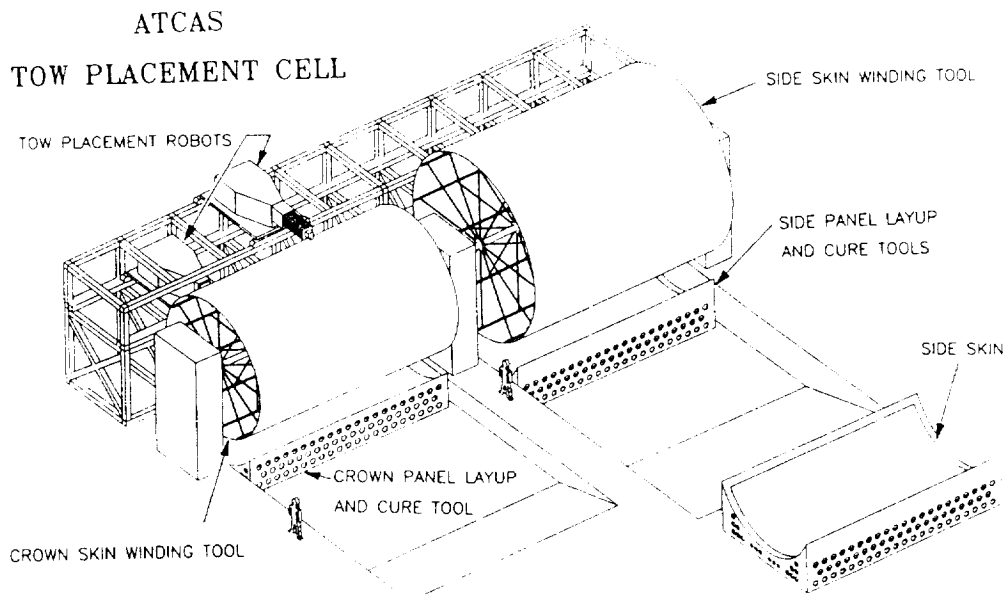 ATCAS
TOW PLACEMENT CELL
SIDE SKIN WINDING TOOL
TOW PLACEMENT ROBOTS
SIDE PANEL LAYUP
AND CURE TOOLS
SIDE SKIN
CROWN PANEL LAYUP
AND CURE TOOL
CROWN SKIN WINDING TOOL